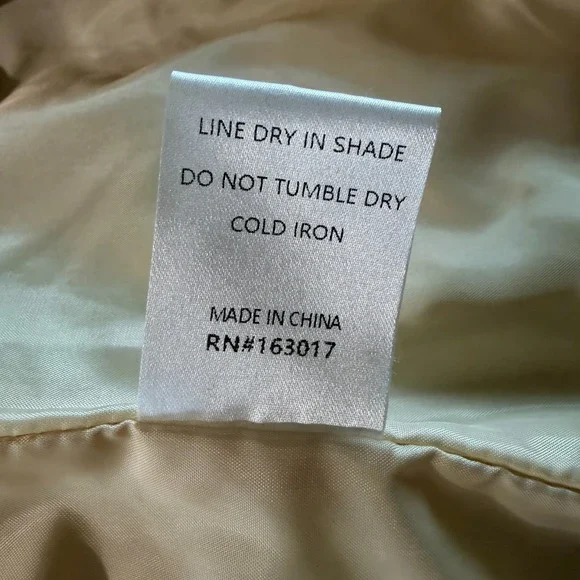 LINE DRY IN SHADE
DO NOT TUMBLE DRY
COLD IRON
MADE IN CHINA
RN#163017